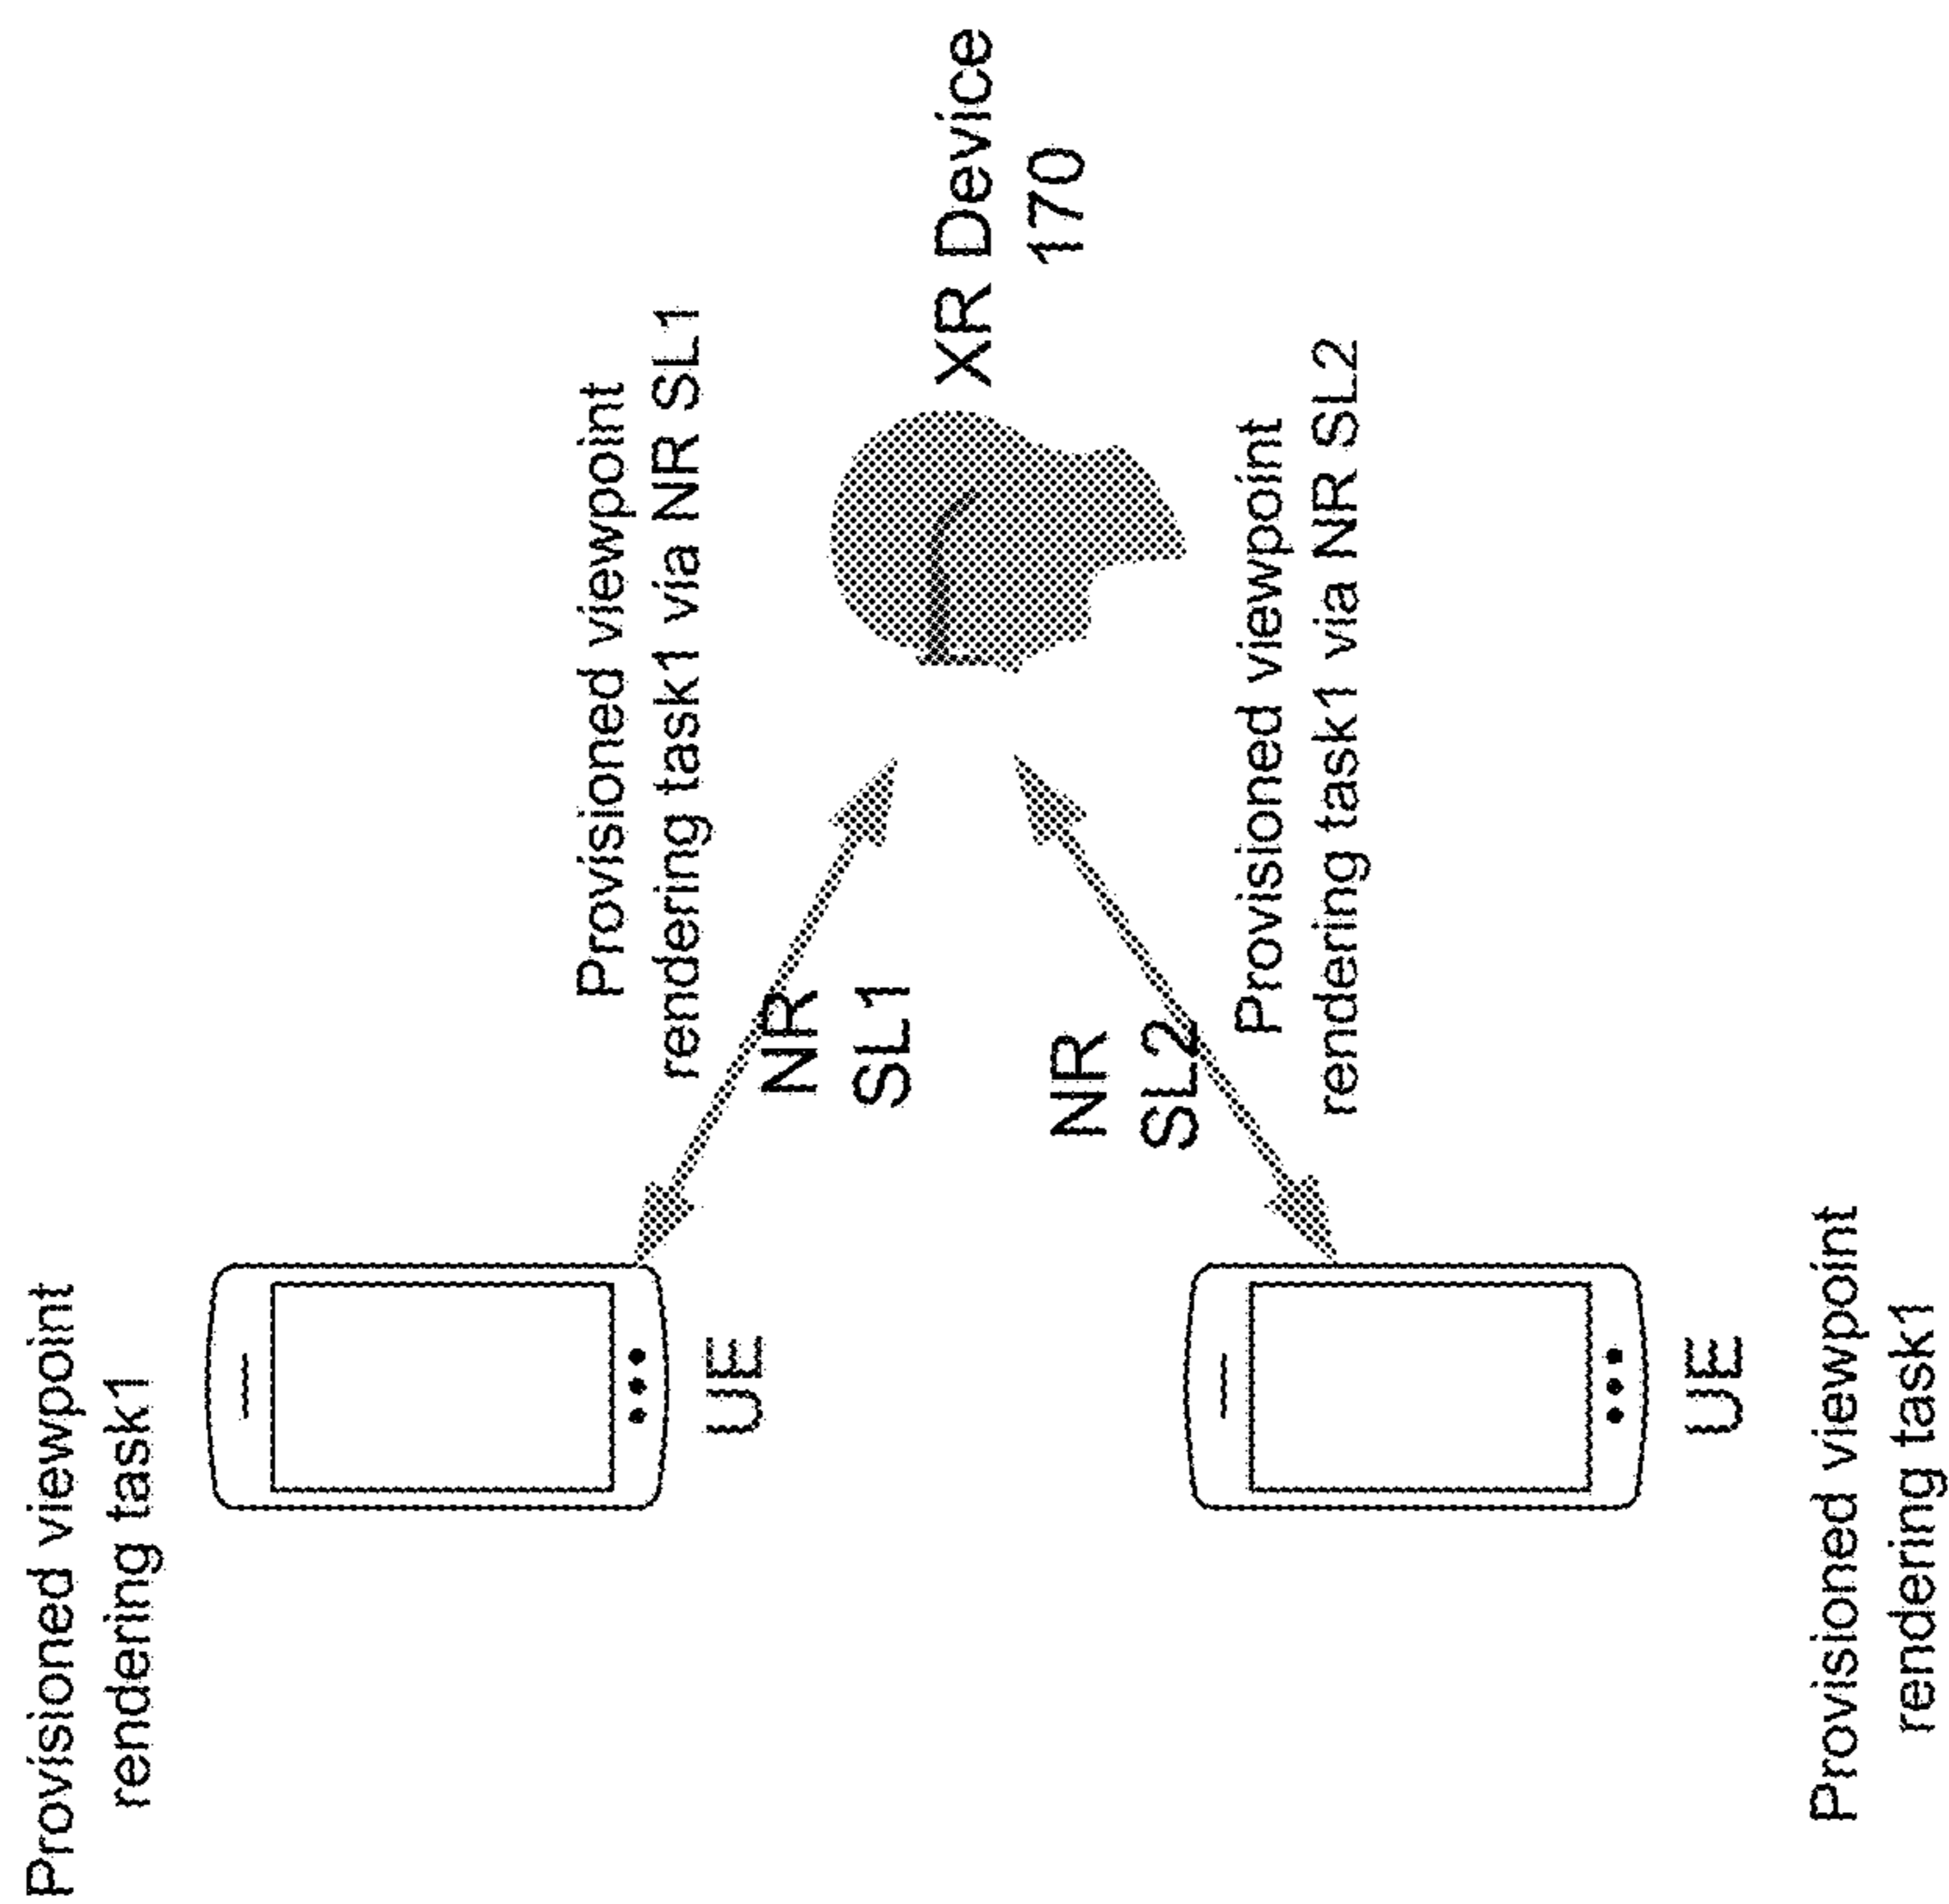 Provisioned viewpoint
rendering task1
UE
Provisioned viewpoint
rendering task1 via NR SL1
NR
SL1
XR Device
170
NR
SL2
Provisioned viewpoint
rendering task1 via NR SL2
UE
Provisioned viewpoint
rendering task1